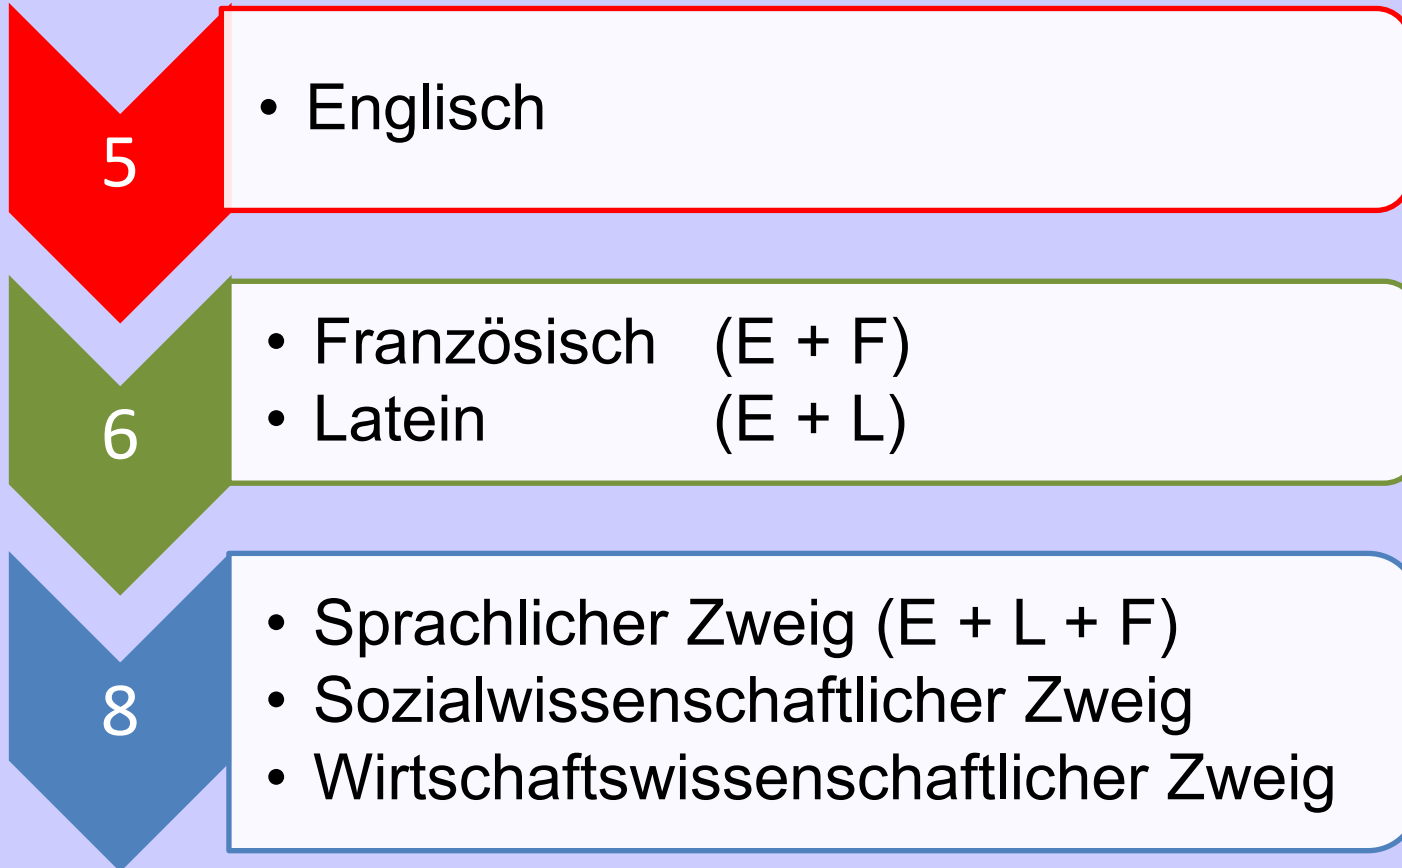 5
• Englisch
6
• Französisch (E + F)
• Latein (E + L)
8
• Sprachlicher Zweig (E + L + F)
• Sozialwissenschaftlicher Zweig
• Wirtschaftswissenschaftlicher Zweig